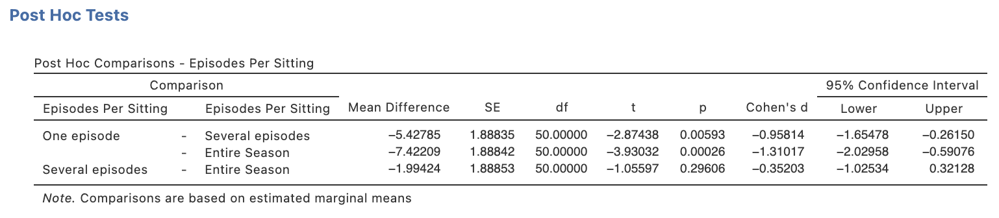 Post Hoc Tests
Post Hoc Comparisons - Episodes Per Sitting
Comparison 95% Confidence Interval
Episodes Per Sitting Episodes Per Sitting Mean Difference SE df t p Cohen's d Lower Upper
One episode - Several episodes −5.42785 1.88835 50.00000 −2.87438 0.00593 −0.95814 −1.65478 −0.26150
- Entire Season −7.42209 1.88842 50.00000 −3.93032 0.00026 −1.31017 −2.02958 −0.59076
Several episodes - Entire Season −1.99424 1.88853 50.00000 −1.05597 0.29606 −0.35203 −1.02534 0.32128
Note. Comparisons are based on estimated marginal means